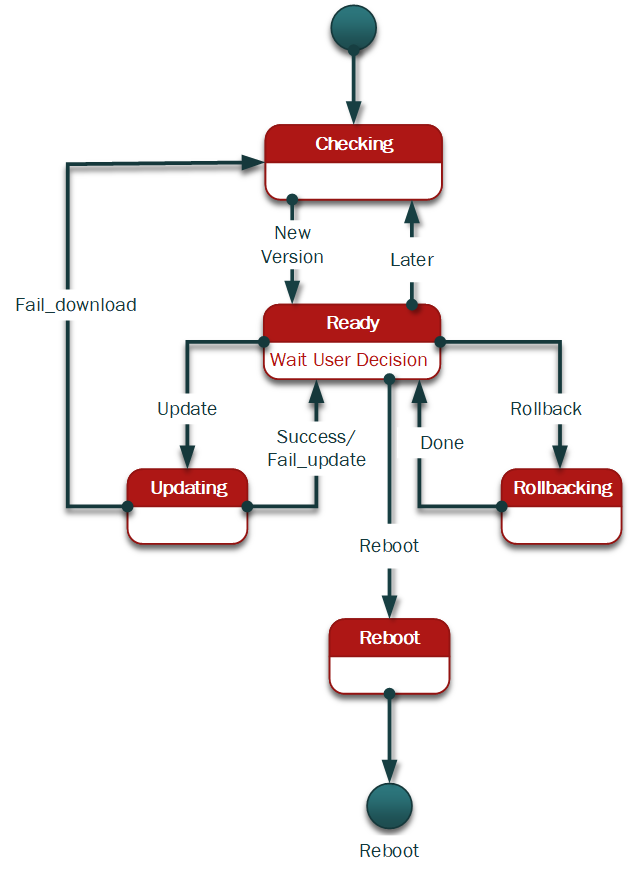 Checking
New
Version
Later
Fail_download
Ready
Wait User Decision
Update
Rollback
Success/
Fail_update
Done
Updating
Rollbacking
Reboot
Reboot
Reboot